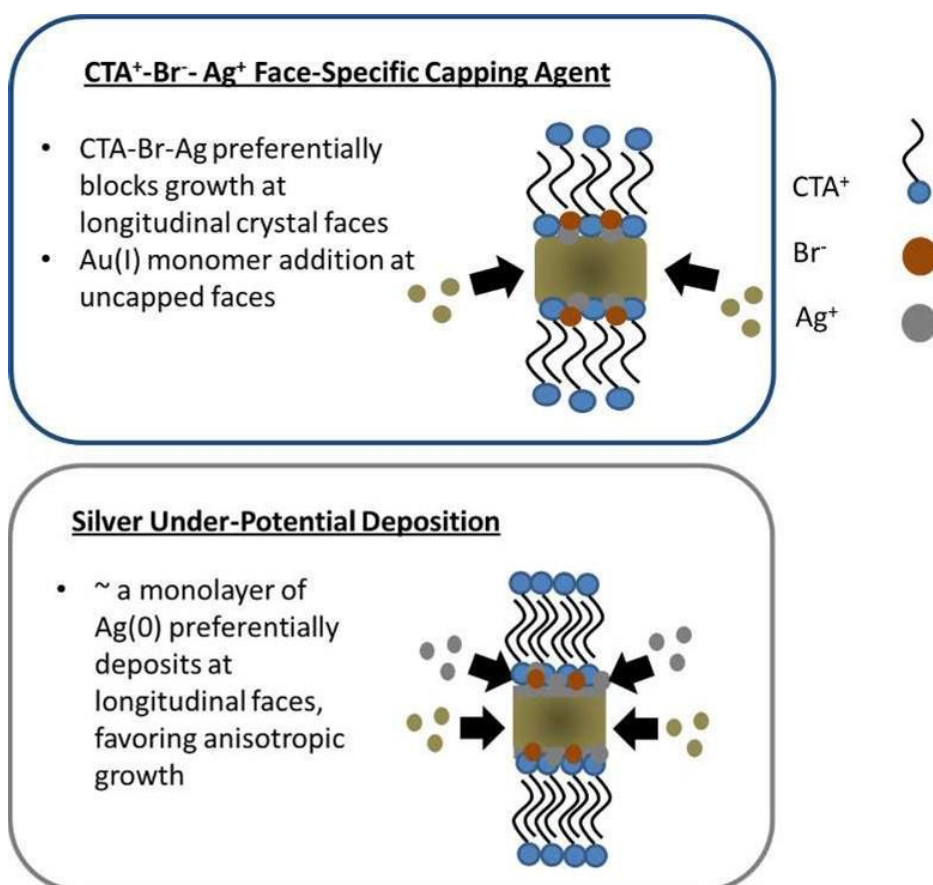 CTA⁺-Br⁻- Ag⁺ Face-Specific Capping Agent
• CTA-Br-Ag preferentially
blocks growth at
longitudinal crystal faces
• Au(I) monomer addition at
uncapped faces
CTA⁺
Br⁻
Ag⁺
Silver Under-Potential Deposition
• ~ a monolayer of
Ag(0) preferentially
deposits at
longitudinal faces,
favoring anisotropic
growth